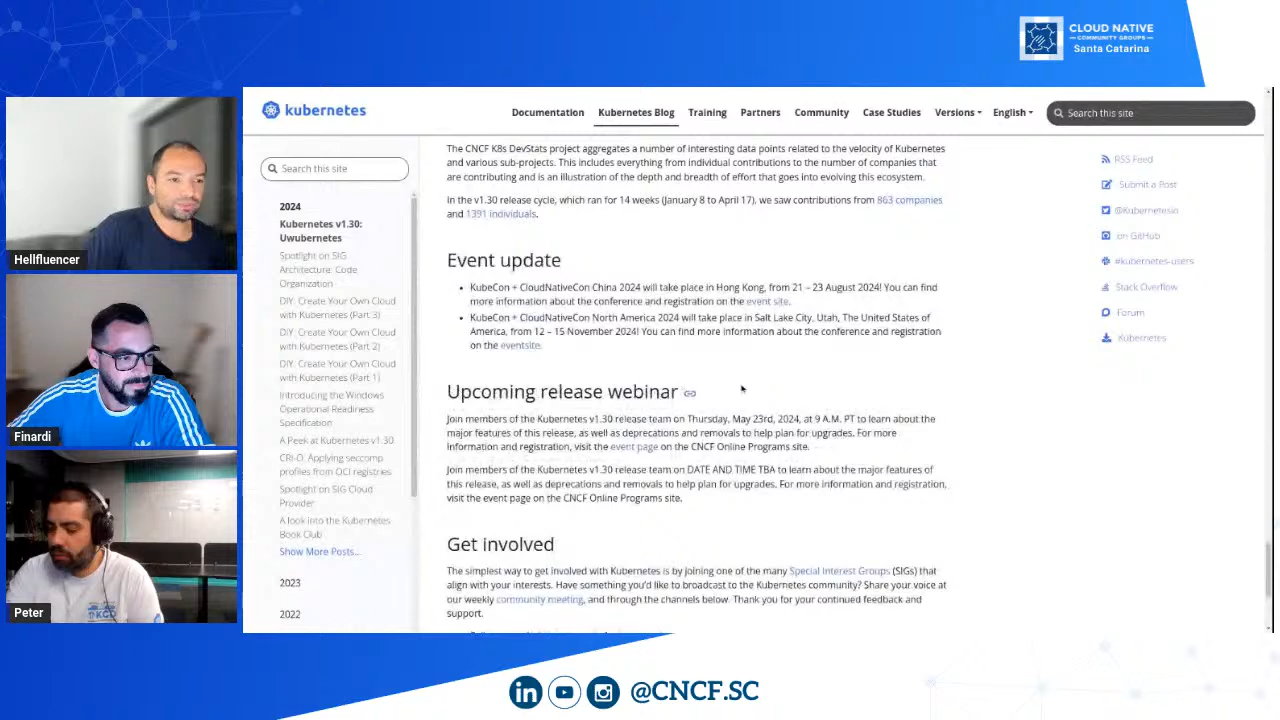 CLOUD NATIVE
COMMUNITY GROUPS
Santa Catarina
Hellfluencer
Finardi
Peter
kubernetes
Documentation
Kubernetes Blog
Training
Partners
Community
Case Studies
Versions
English
Search this site
Search this site
2024
Kubernetes v1.30:
Uwubernetes
Spotlight on SIG
Architecture: Code
Organization
DIY: Create Your Own Cloud
with Kubernetes (Part 3)
DIY: Create Your Own Cloud
with Kubernetes (Part 2)
DIY: Create Your Own Cloud
with Kubernetes (Part 1)
Introducing the Windows
Operational Readiness
Specification
A Peek at Kubernetes v1.30
CRI-O: Applying seccomp
profiles from OCI registries
Spotlight on SIG Cloud
Provider
A look into the Kubernetes
Book Club
Show More Posts...
2023
2022
The CNCF K8s DevStats project aggregates a number of interesting data points related to the velocity of Kubernetes
and various sub-projects. This includes everything from individual contributions to the number of companies that
are contributing and is an illustration of the depth and breadth of effort that goes into evolving this ecosystem.
In the v1.30 release cycle, which ran for 14 weeks (January 8 to April 17), we saw contributions from 863 companies
and 1391 individuals.
Event update
KubeCon + CloudNativeCon China 2024 will take place in Hong Kong, from 21 – 23 August 2024! You can find
more information about the conference and registration on the event site.
KubeCon + CloudNativeCon North America 2024 will take place in Salt Lake City, Utah, The United States of
America, from 12 – 15 November 2024! You can find more information about the conference and registration
on the eventsite.
Upcoming release webinar
Join members of the Kubernetes v1.30 release team on Thursday, May 23rd, 2024, at 9 A.M. PT to learn about the
major features of this release, as well as deprecations and removals to help plan for upgrades. For more
information and registration, visit the event page on the CNCF Online Programs site.
Join members of the Kubernetes v1.30 release team on DATE AND TIME TBA to learn about the major features of
this release, as well as deprecations and removals to help plan for upgrades. For more information and registration,
visit the event page on the CNCF Online Programs site.
Get involved
The simplest way to get involved with Kubernetes is by joining one of the many Special Interest Groups (SIGs) that
align with your interests. Have something you'd like to broadcast to the Kubernetes community? Share your voice at
our weekly community meeting, and through the channels below. Thank you for your continued feedback and
support.
RSS Feed
Submit a Post
@Kubernetesio
on GitHub
#kubernetes-users
Stack Overflow
Forum
Kubernetes
@CNCF.SC